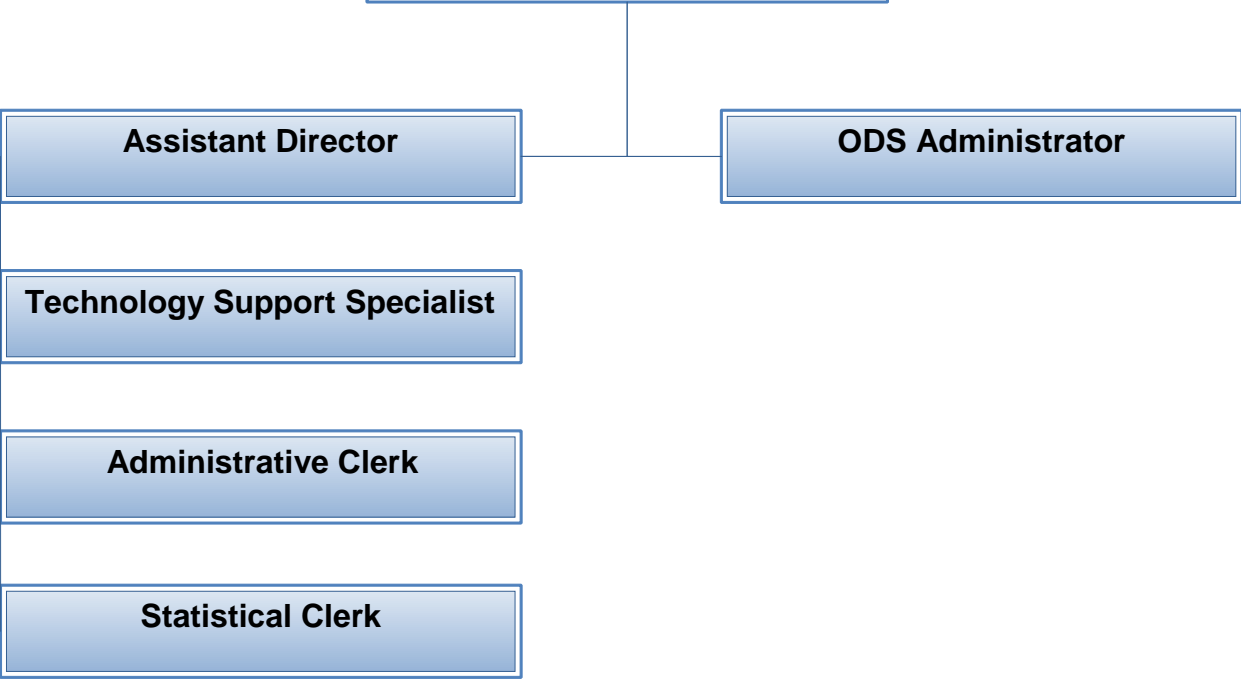 Assistant Director
ODS Administrator
Technology Support Specialist
Administrative Clerk
Statistical Clerk